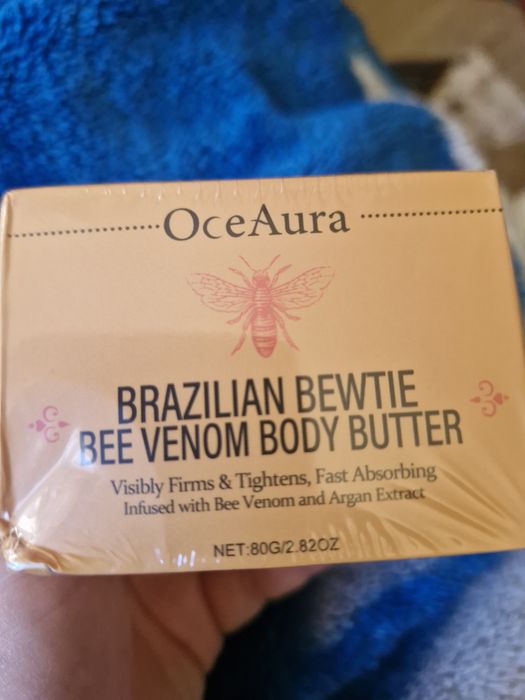 OceAura
BRAZILIAN BEWTIE
BEE VENOM BODY BUTTER
Visibly Firms & Tightens, Fast Absorbing
Infused with Bee Venom and Argan Extract
NET:80G/2.82OZ